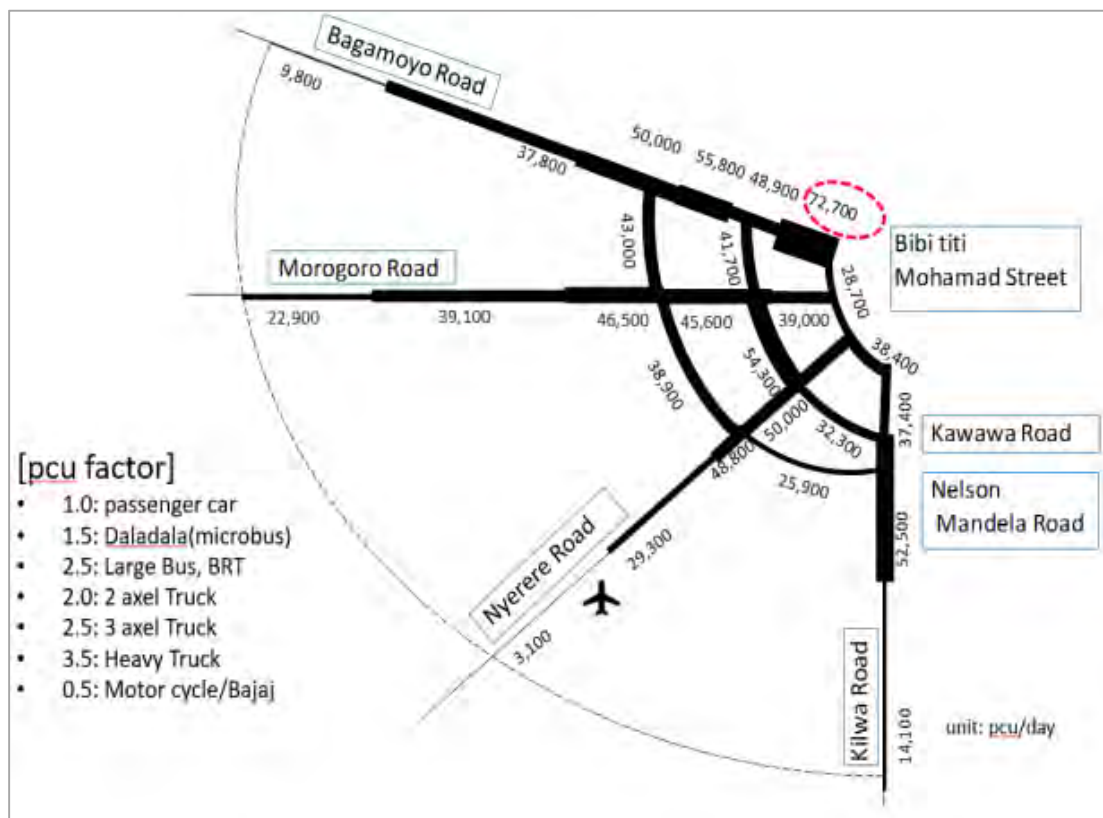 Bagamoyo Road
9,800
37,800
50,000
55,800
48,900
72,700
Bibi titi
Mohamad Street
43,000
41,700
28,700
Morogoro Road
22,900
39,100
46,500
45,600
39,000
38,400
38,900
54,300
50,000
32,300
37,400
Kawawa Road
48,800
25,900
Nelson
Mandela Road
52,500
[pcu factor]
• 1.0: passenger car
• 1.5: Daladala(microbus)
• 2.5: Large Bus, BRT
• 2.0: 2 axel Truck
• 2.5: 3 axel Truck
• 3.5: Heavy Truck
• 0.5: Motor cycle/Bajaj
Nyerere Road
29,300
3,100
Kilwa Road
14,100
unit: pcu/day